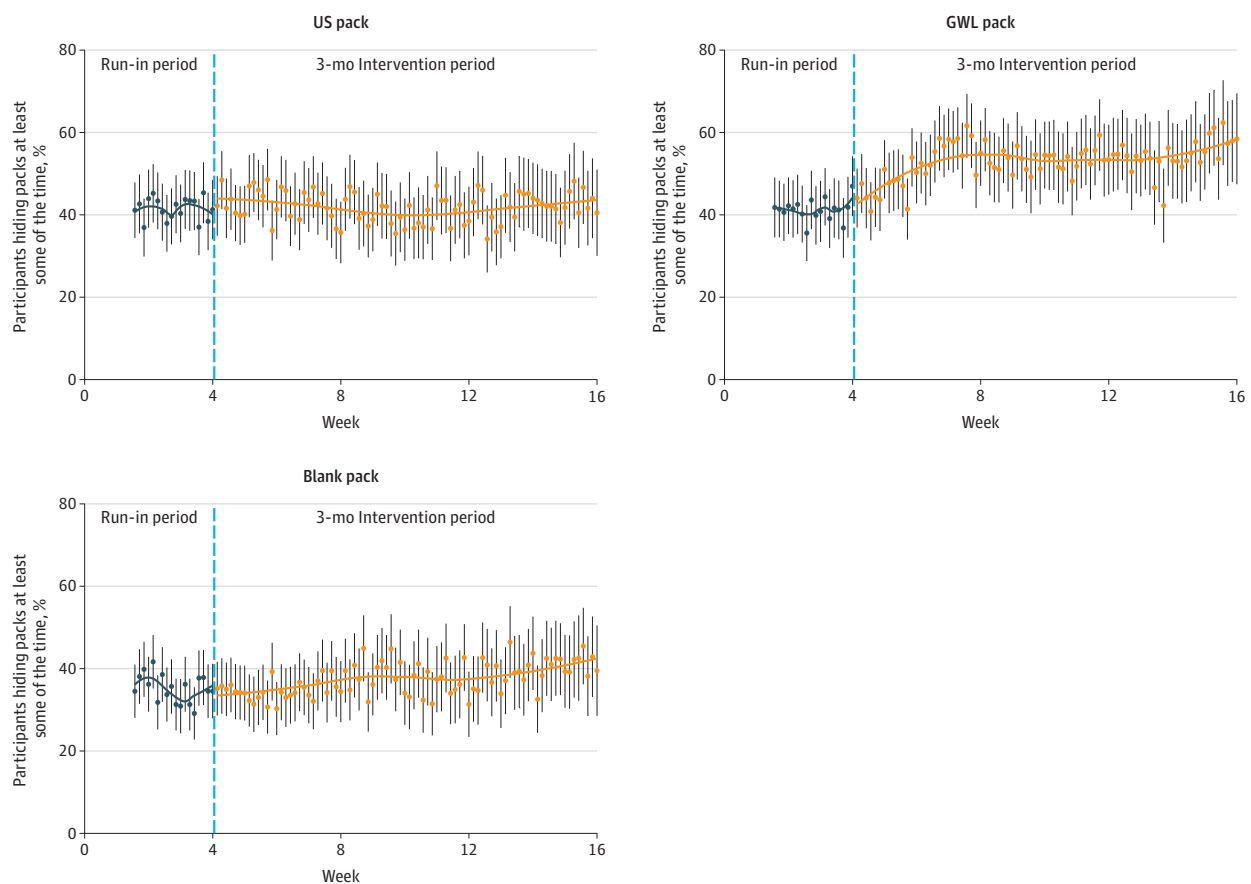 US pack
80
60
40
20
0
Participants hiding packs at least
some of the time, %
Run-in period
3-mo Intervention period
0
4
8
12
16
Week
GWL pack
80
60
40
20
0
Participants hiding packs at least
some of the time, %
Run-in period
3-mo Intervention period
0
4
8
12
16
Week
Blank pack
80
60
40
20
0
Participants hiding packs at least
some of the time, %
Run-in period
3-mo Intervention period
0
4
8
12
16
Week